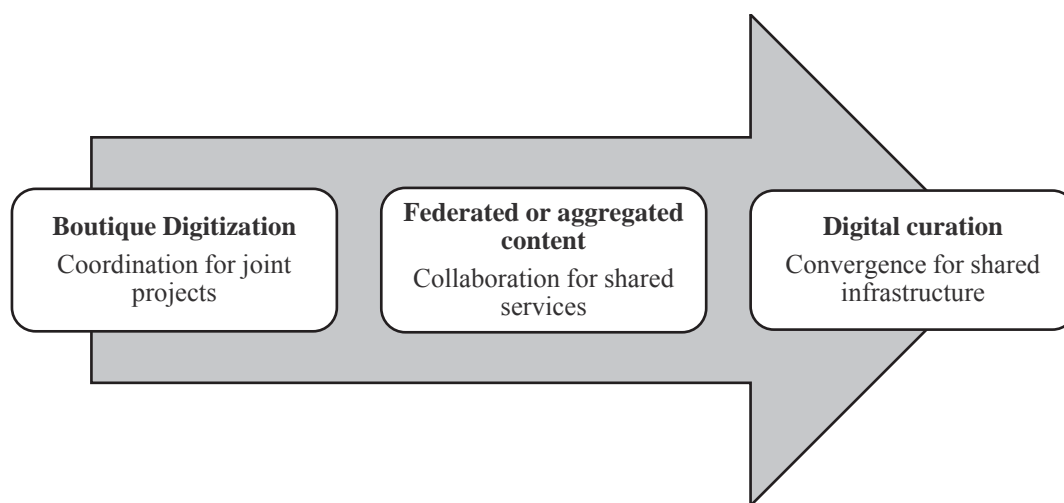 Boutique Digitization
Coordination for joint
projects
Federated or aggregated
content
Collaboration for shared
services
Digital curation
Convergence for shared
infrastructure